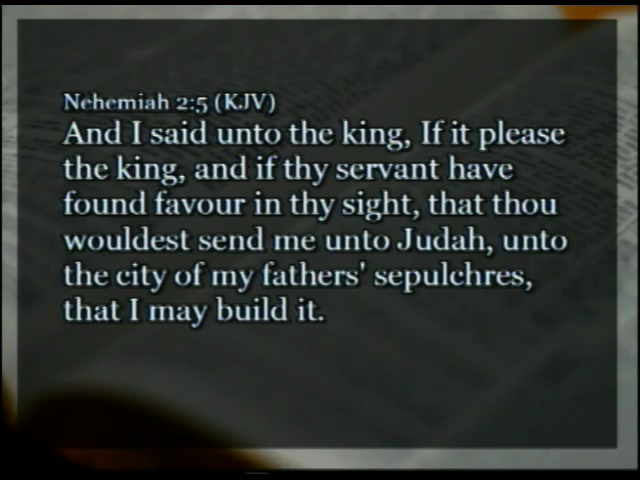 Nehemiah 2:5 (KJV)
And I said unto the king, If it please
the king, and if thy servant have
found favour in thy sight, that thou
wouldest send me unto Judah, unto
the city of my fathers' sepulchres,
that I may build it.